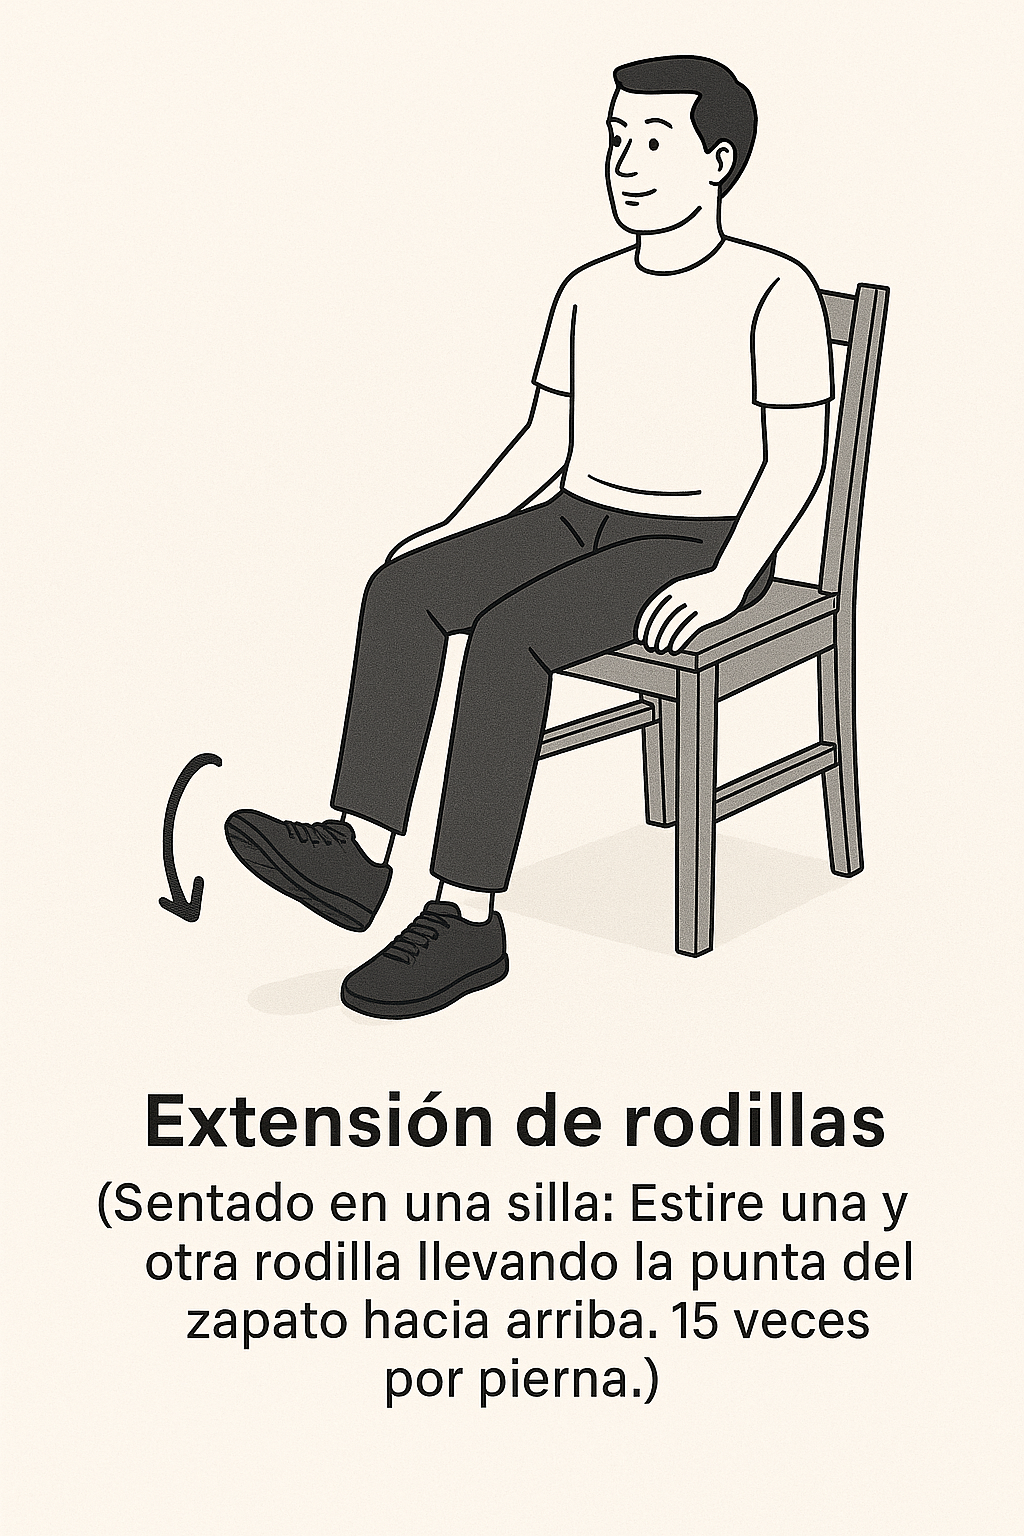 Extensión de rodillas
(Sentado en una silla: Estire una y
otra rodilla llevando la punta del
zapato hacia arriba. 15 veces
por pierna.)